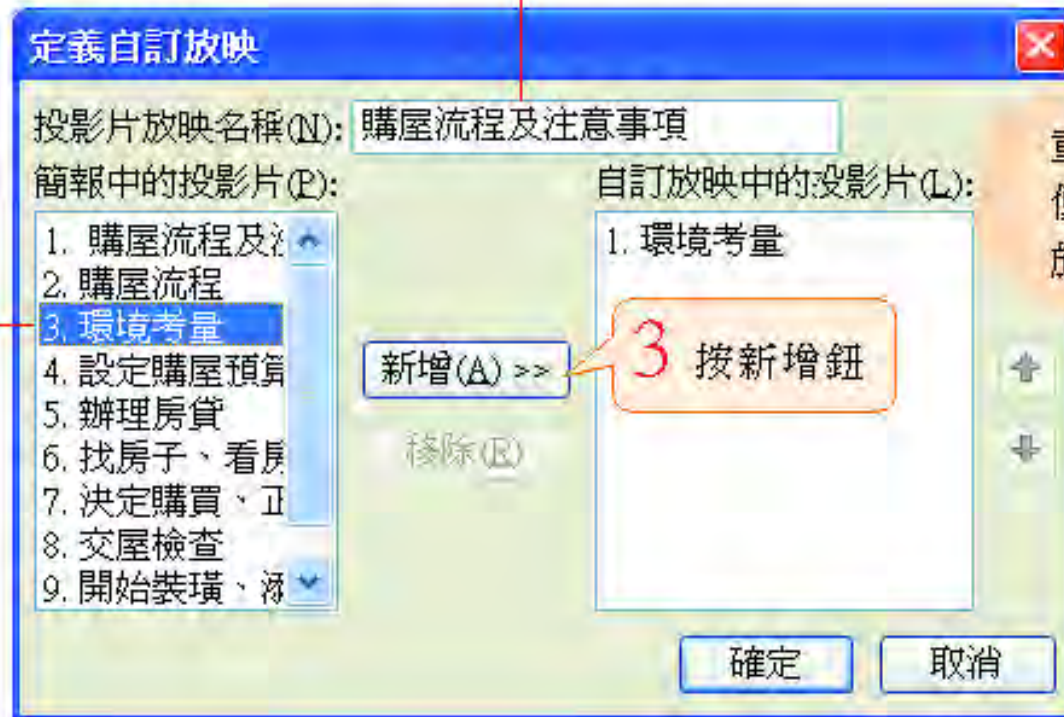 定義自訂放映
投影片放映名稱(N): 購屋流程及注意事項
簡報中的投影片(P):
自訂放映中的投影片(L):
1. 購屋流程及
2. 購屋流程
3. 環境考量
4. 設定購屋預算
5. 辦理房貸
6. 找房子、看房
7. 決定購買、正
8. 交屋檢查
9. 開始裝璜、添
新增(A) >>
移除(R)
1. 環境考量
3 按新增鈕
確定
取消